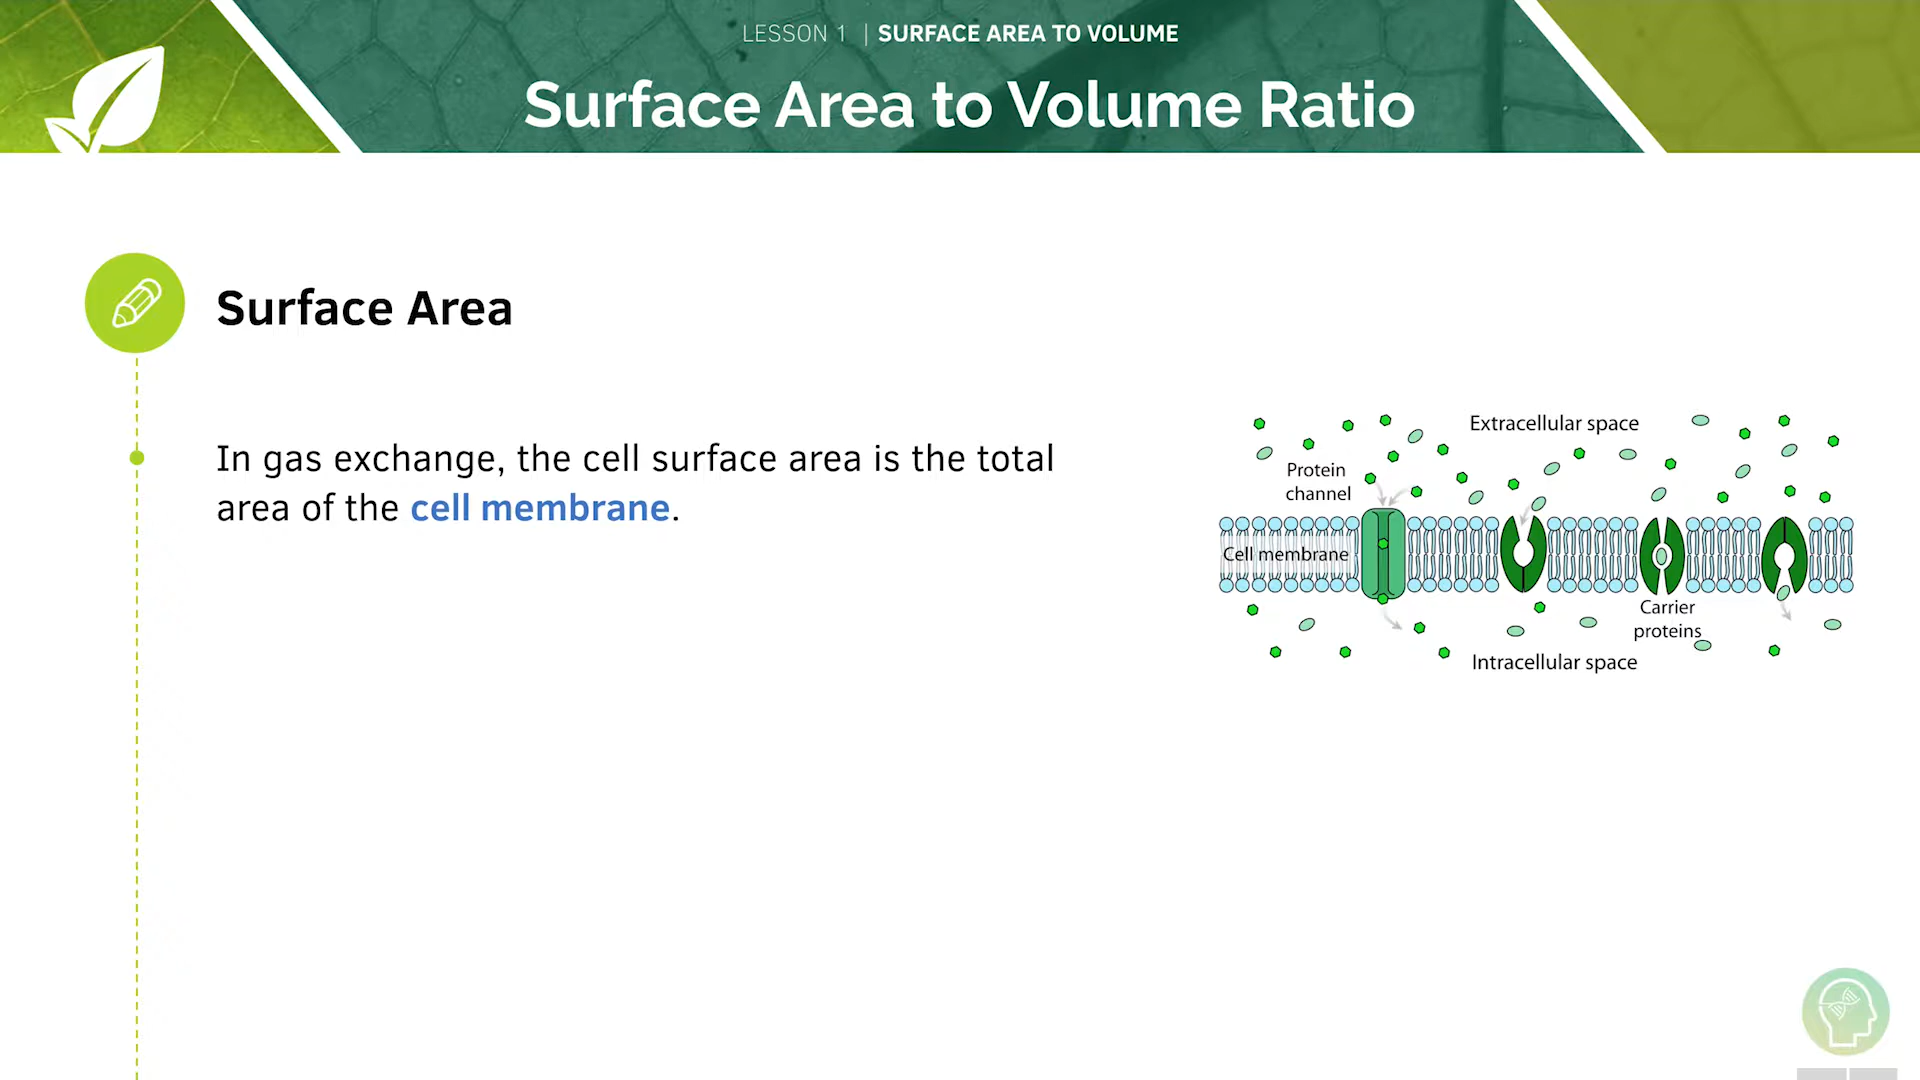 LESSON 1 | SURFACE AREA TO VOLUME
Surface Area to Volume Ratio
Surface Area
In gas exchange, the cell surface area is the total
area of the cell membrane.
Extracellular space
Protein
channel
Cell membrane
Carrier
proteins
Intracellular space